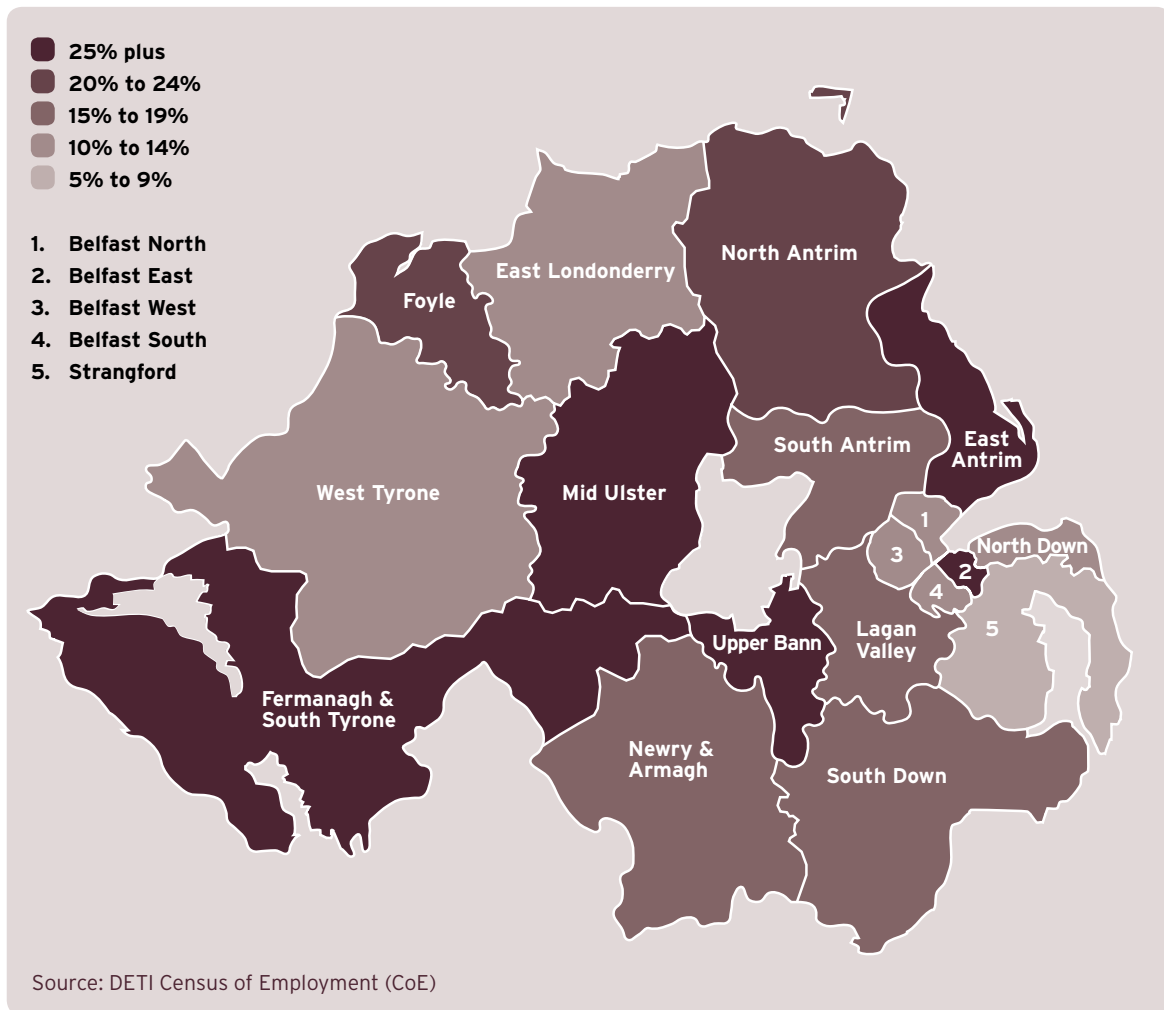 25% plus
20% to 24%
15% to 19%
10% to 14%
5% to 9%
1. Belfast North
2. Belfast East
3. Belfast West
4. Belfast South
5. Strangford
North Antrim
East Londonderry
Foyle
East
Antrim
South Antrim
West Tyrone
Mid Ulster
1
North Down
3
2
4
5
Lagan
Valley
Upper Bann
Fermanagh &
South Tyrone
Newry &
Armagh
South Down
Source: DETI Census of Employment (CoE)